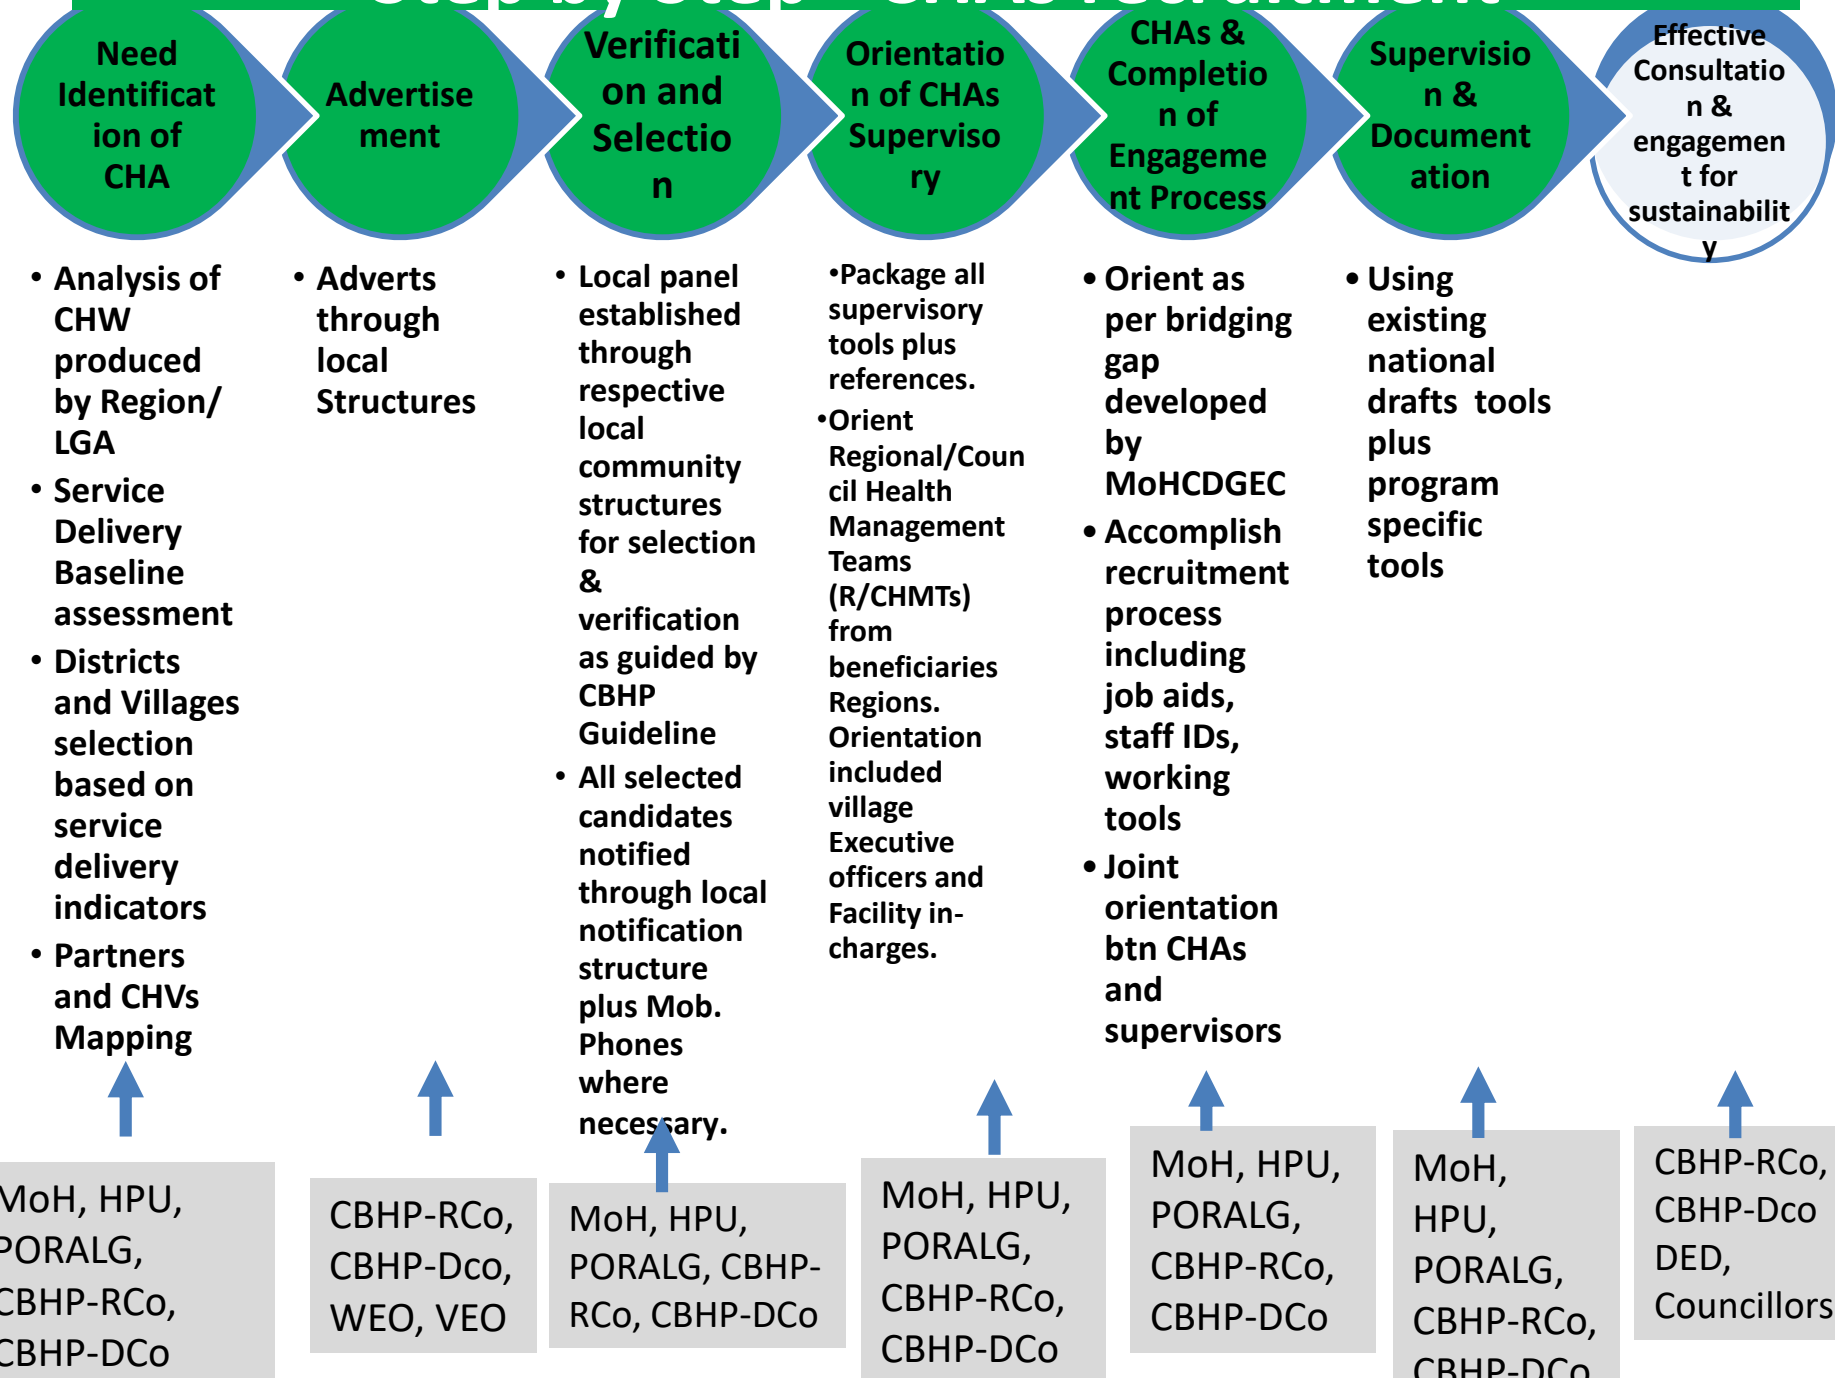 Step by Step - CHAs recruitment
Need
Identificat
ion of
CHA
Advertise
ment
Verificati
on and
Selectio
n
Orientatio
n of CHAs
Superviso
ry
CHAs &
Completio
n of
Engageme
nt Process
Supervisio
n &
Document
ation
Effective
Consultatio
n &
engagemen
t for
sustainabilit
y
• Analysis of
CHW
produced
by Region/
LGA
• Service
Delivery
Baseline
assessment
• Districts
and Villages
selection
based on
service
delivery
indicators
• Partners
and CHVs
Mapping
• Adverts
through
local
Structures
• Local panel
established
through
respective
local
community
structures
for selection
&
verification
as guided by
CBHP
Guideline
• All selected
candidates
notified
through local
notification
structure
plus Mob.
Phones
where
necessary.
•Package all
supervisory
tools plus
references.
•Orient
Regional/Coun
cil Health
Management
Teams
(R/CHMTs)
from
beneficiaries
Regions.
Orientation
included
village
Executive
officers and
Facility in-
charges.
• Orient as
per bridging
gap
developed
by
MoHCDGEC
• Accomplish
recruitment
process
including
job aids,
staff IDs,
working
tools
• Joint
orientation
btn CHAs
and
supervisors
• Using
existing
national
drafts tools
plus
program
specific
tools
MoH, HPU,
PORALG,
CBHP-RCo,
CBHP-DCo
CBHP-RCo,
CBHP-Dco,
WEO, VEO
MoH, HPU,
PORALG, CBHP-
RCo, CBHP-DCo
MoH, HPU,
PORALG,
CBHP-RCo,
CBHP-DCo
MoH, HPU,
PORALG,
CBHP-RCo,
CBHP-DCo
MoH,
HPU,
PORALG,
CBHP-RCo,
CBHP-DCo
CBHP-RCo,
CBHP-Dco
DED,
Councillors